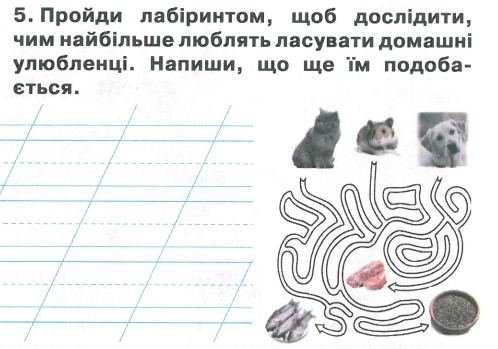 5. Пройди лабіринтом, щоб дослідити,
чим найбільше люблять ласувати домашні
улюбленці. Напиши, що ще їм подоба-
ється.